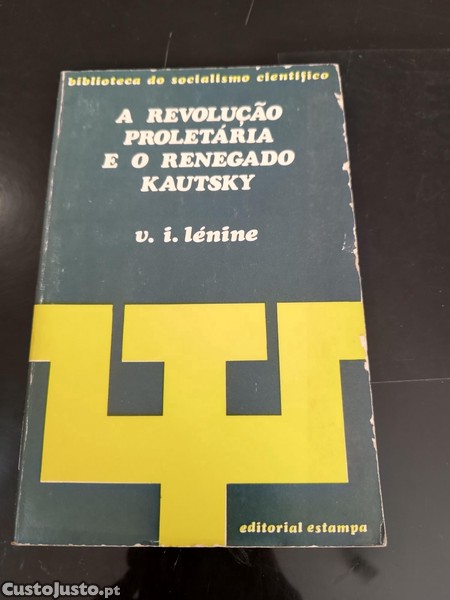 biblioteca do socialismo científico
A REVOLUÇÃO
PROLETÁRIA
E O RENEGADO
KAUTSKY
v. i. lénine
editorial estampa
CustoJusto.pt